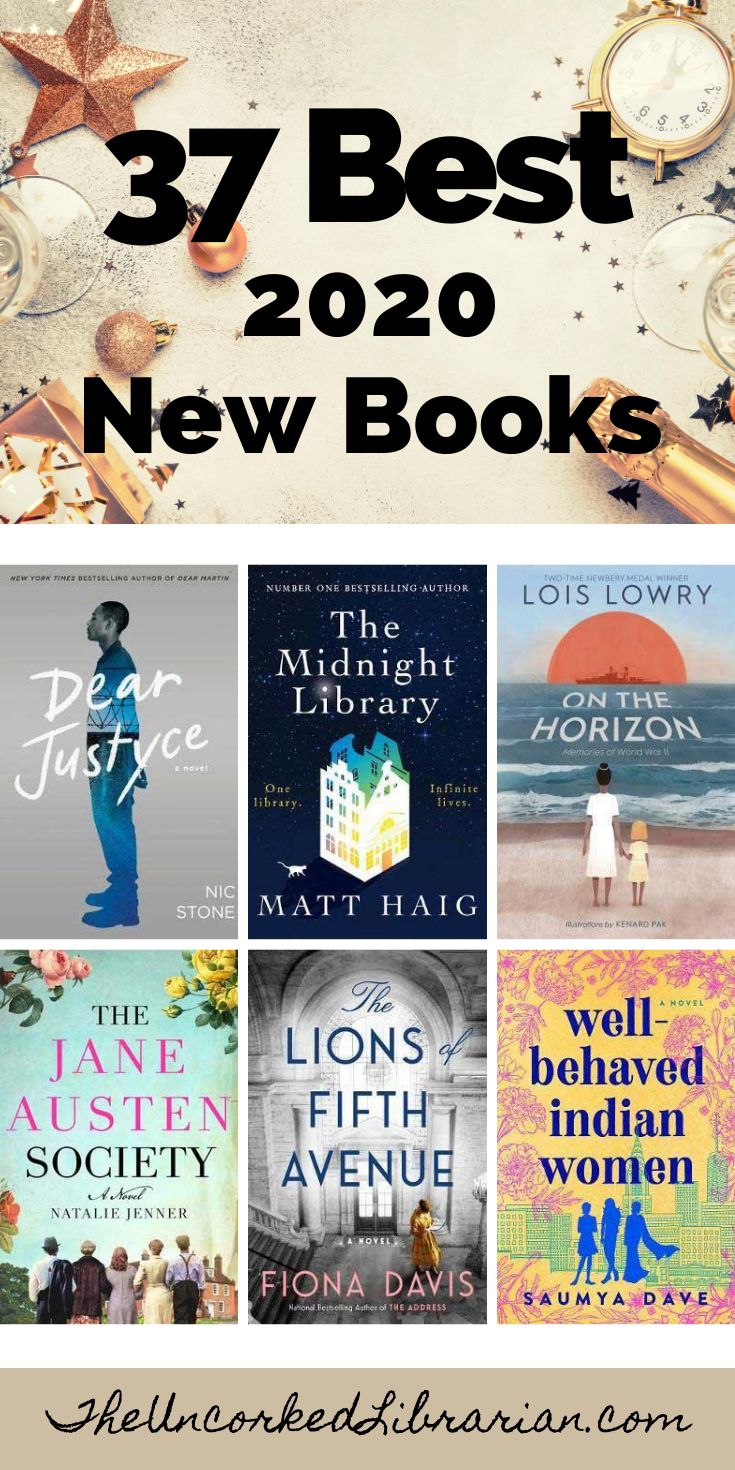 37 Best
2020
New Books
NEW YORK TIMES BESTSELLING AUTHOR OF DEAR MARTIN
Dear
Justyce
a novel
NIC
STONE
NUMBER ONE BESTSELLING AUTHOR
The
Midnight
Library
One
library.
Infinite
lives.
MATT HAIG
TWO-TIME NEWBERY MEDAL WINNER
LOIS LOWRY
ON THE
HORIZON
Memories of World War II
Illustrations by KENARD PAK
THE
JANE
AUSTEN
SOCIETY
A Novel
NATALIE JENNER
The
LIONS of
FIFTH
AVENUE
A NOVEL
FIONA DAVIS
National Bestselling Author of THE ADDRESS
A NOVEL
well-
behaved
indian
women
SAUMYA DAVE
TheUncorkedLibrarian.com